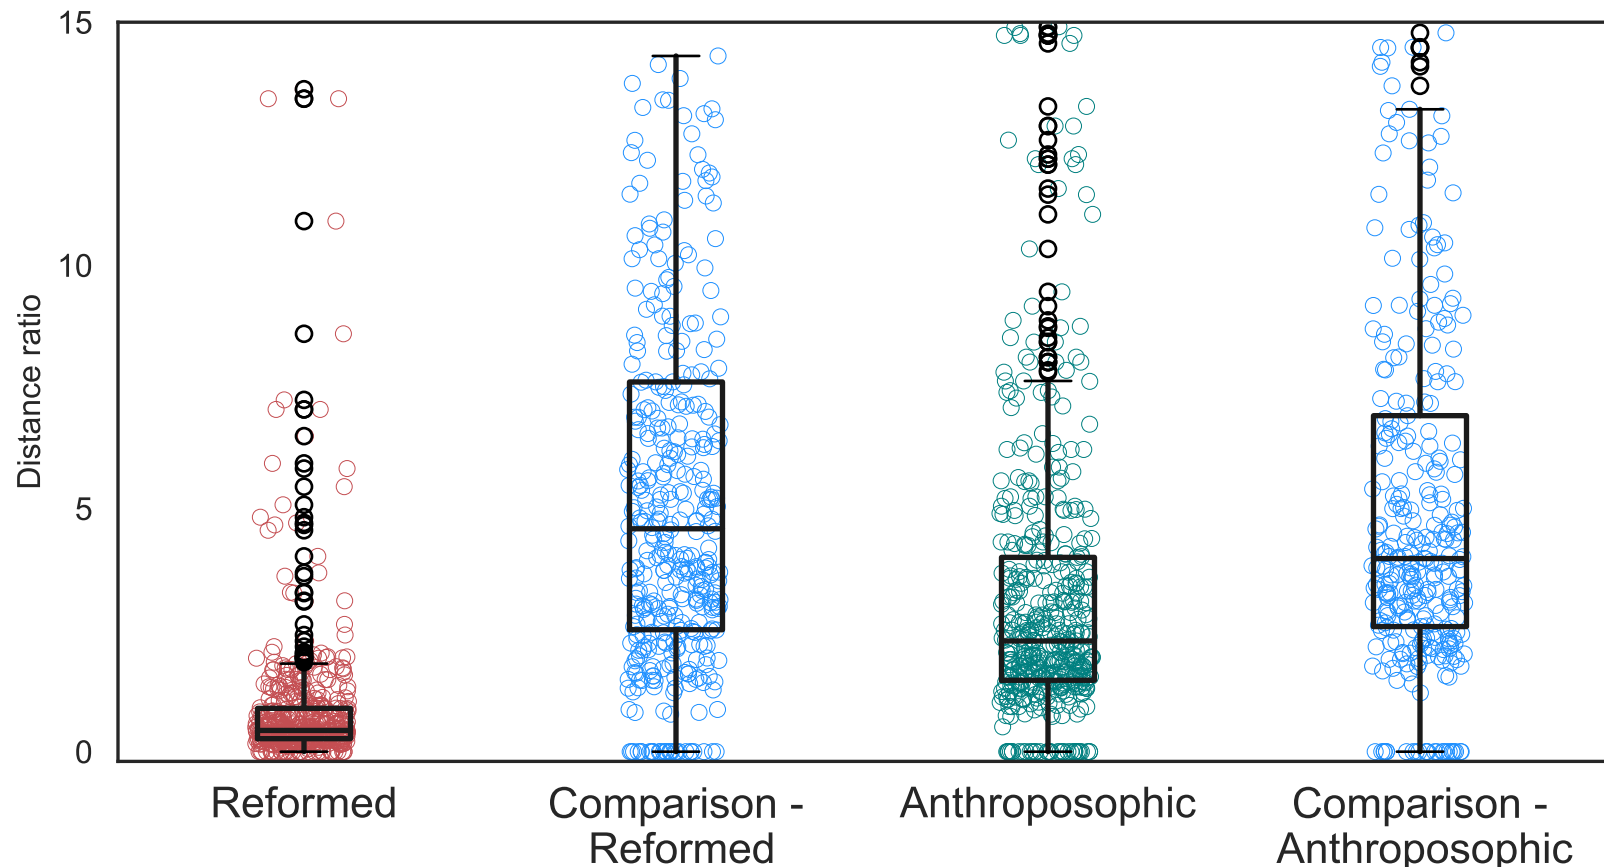 15
10
5
0
Distance ratio
Reformed
Comparison -
Reformed
Anthroposophic
Comparison -
Anthroposophic